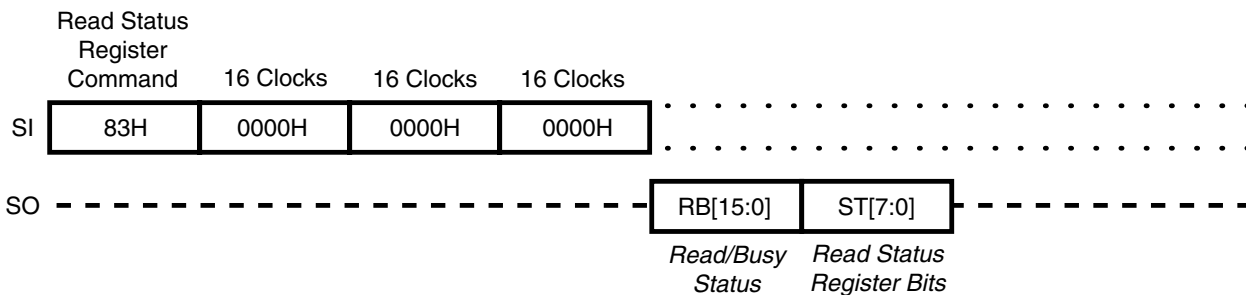 Read Status
Register
Command 16 Clocks 16 Clocks 16 Clocks
SI 83H 0000H 0000H 0000H
SO RB[15:0] ST[7:0]
Read/Busy Read Status
Status Register Bits